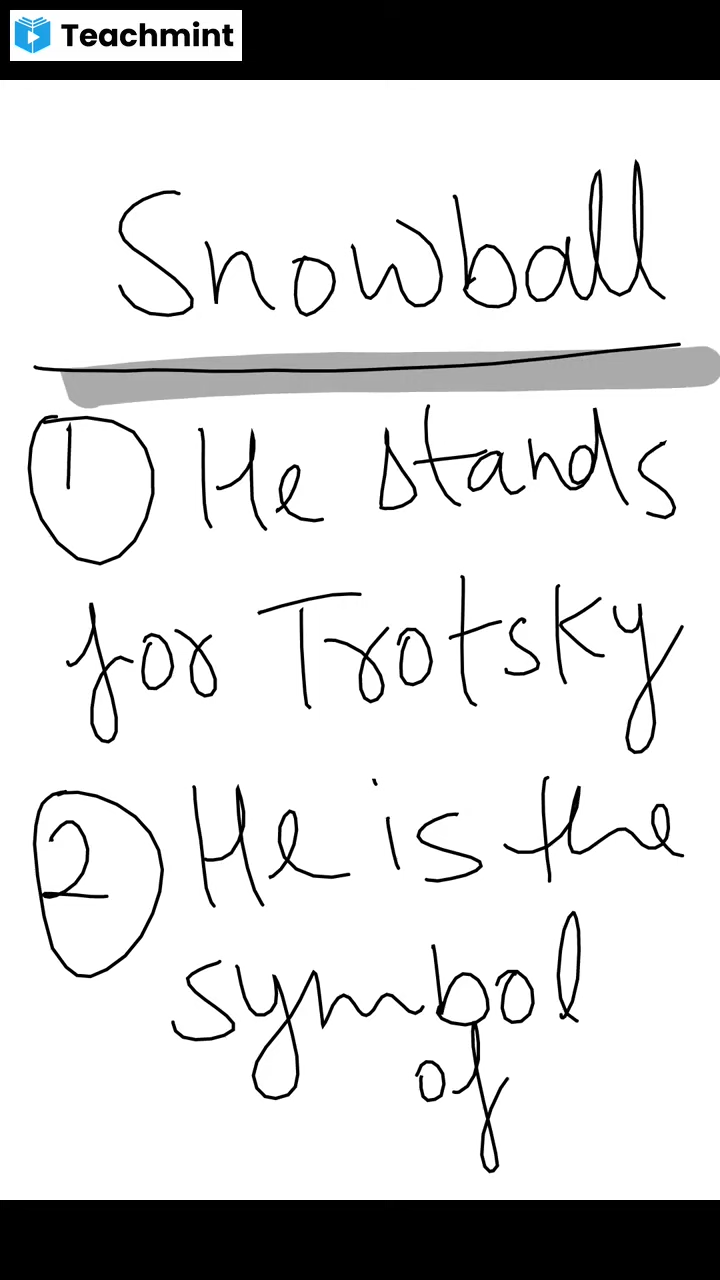 Teachmint
Snowball
1 He stands
for Trotsky
2 He is the
symbol
of